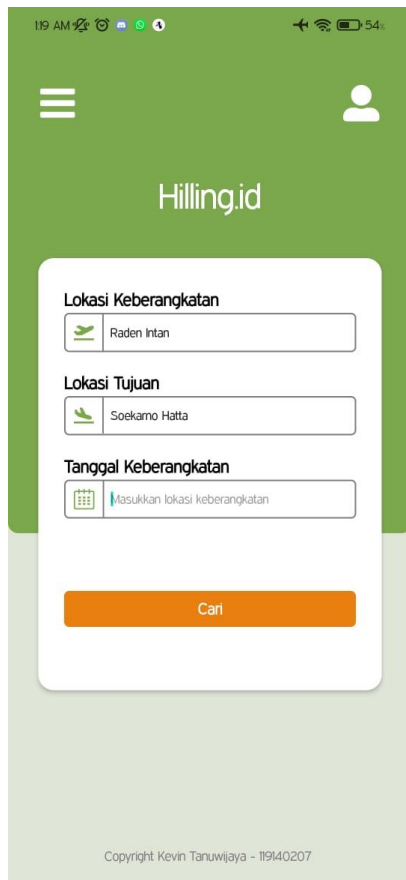 1:19 AM
54%
Hilling.id
Lokasi Keberangkatan
Raden Intan
Lokasi Tujuan
Soekarno Hatta
Tanggal Keberangkatan
Masukkan lokasi keberangkatan
Cari
Copyright Kevin Tanuwijaya - 119140207